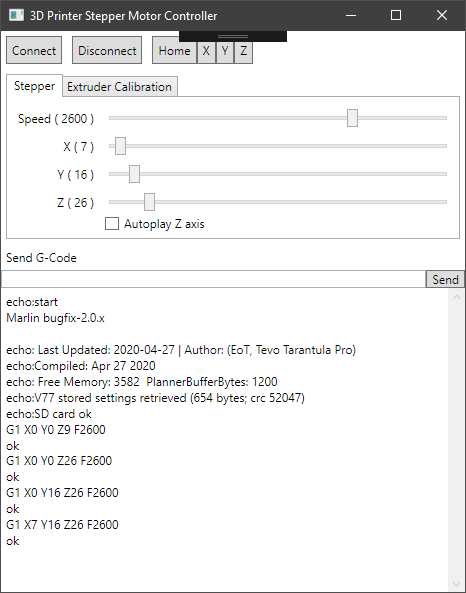 3D Printer Stepper Motor Controller
Connect Disconnect Home X Y Z
Stepper Extruder Calibration
Speed ( 2600 )
X ( 7 )
Y ( 16 )
Z ( 26 )
Autoplay Z axis
Send G-Code
Send
echo:start
Marlin bugfix-2.0.x
echo: Last Updated: 2020-04-27 | Author: (EoT, Tevo Tarantula Pro)
echo:Compiled: Apr 27 2020
echo: Free Memory: 3582  PlannerBufferBytes: 1200
echo:V77 stored settings retrieved (654 bytes; crc 52047)
echo:SD card ok
G1 X0 Y0 Z9 F2600
ok
G1 X0 Y0 Z26 F2600
ok
G1 X0 Y16 Z26 F2600
ok
G1 X7 Y16 Z26 F2600
ok